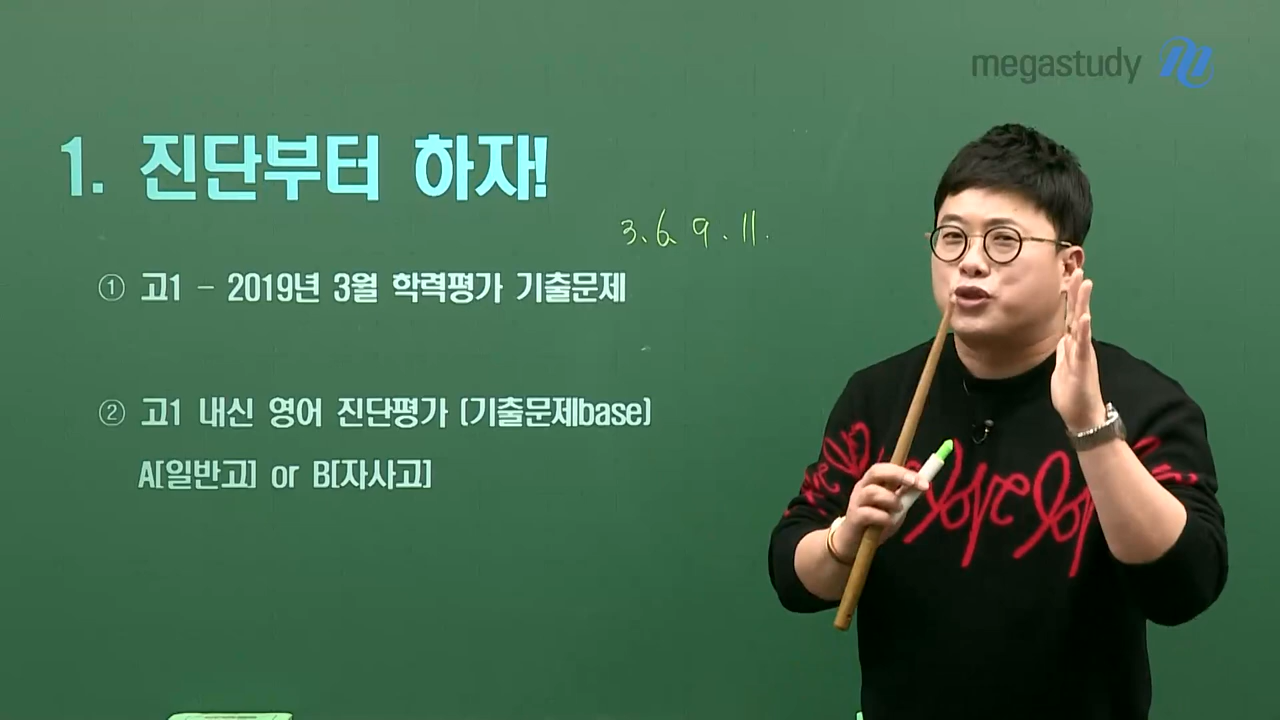 megastudy
1. 진단부터 하자!
3. 6. 9. 11.
① 고1 - 2019년 3월 학력평가 기출문제
② 고1 내신 영어 진단평가 [기출문제base]
A[일반고] or B[자사고]
love lov